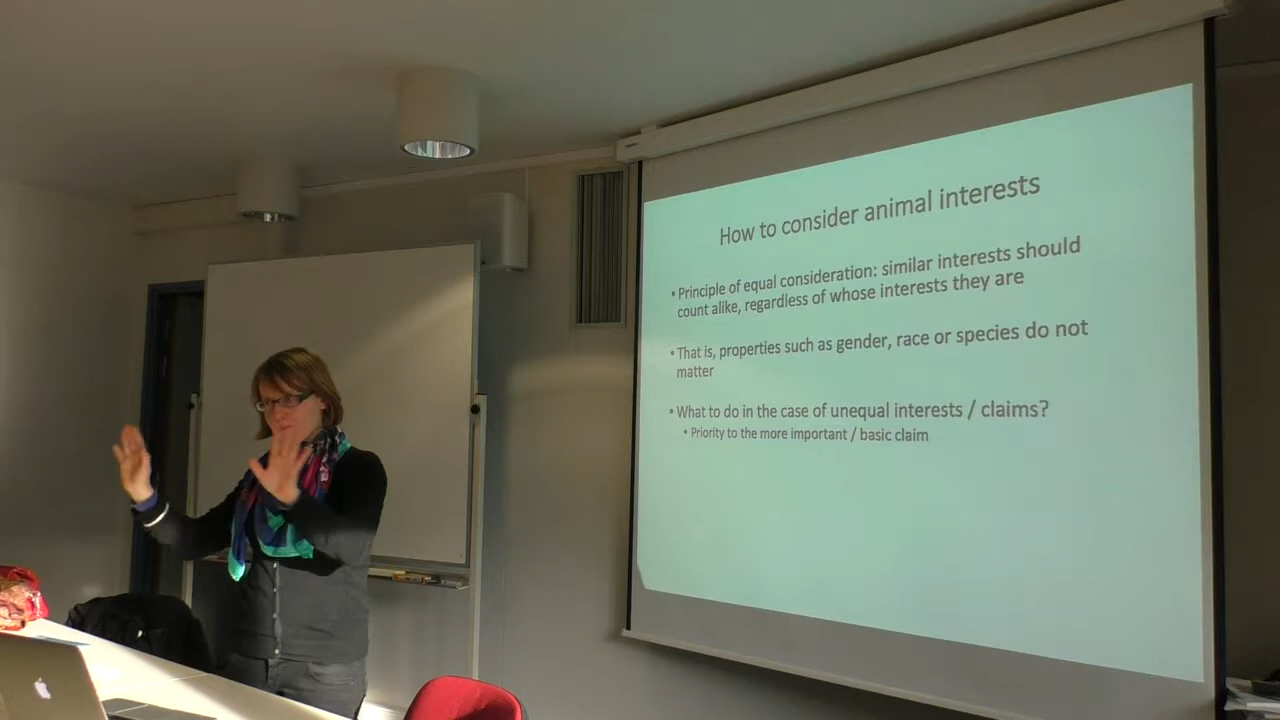 How to consider animal interests
• Principle of equal consideration: similar interests should
count alike, regardless of whose interests they are
• That is, properties such as gender, race or species do not
matter
• What to do in the case of unequal interests / claims?
• Priority to the more important / basic claim